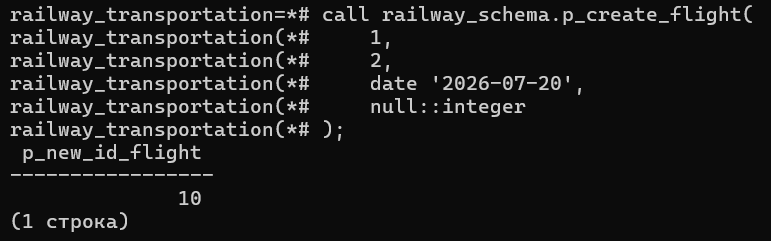 railway_transportation=*# call railway_schema.p_create_flight(
railway_transportation(*#     1,
railway_transportation(*#     2,
railway_transportation(*#     date '2026-07-20',
railway_transportation(*#     null::integer
railway_transportation(*# );
 p_new_id_flight
-----------------
              10
(1 строка)